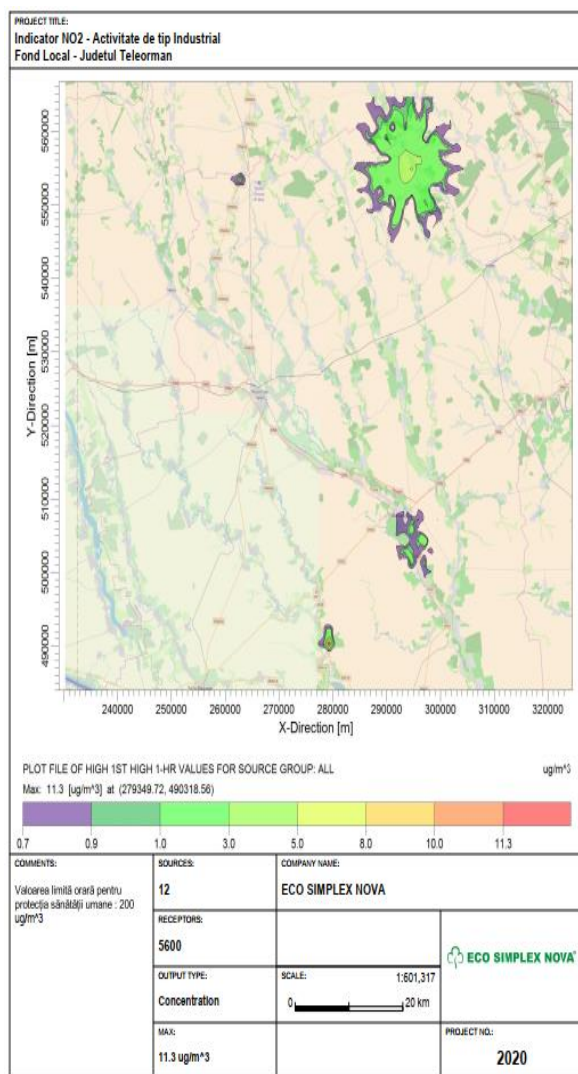 PROJECT TITLE:
Indicator NO2 - Activitate de tip Industrial
Fond Local - Judetul Teleorman
Y-Direction [m]
560000
550000
540000
530000
520000
510000
500000
490000
240000 250000 260000 270000 280000 290000 300000 310000 320000
X-Direction [m]
PLOT FILE OF HIGH 1ST HIGH 1-HR VALUES FOR SOURCE GROUP: ALL
ug/m^3
Max: 11.3 [ug/m^3] at (279349.72, 490318.56)
0.7 0.9 1.0 3.0 5.0 8.0 10.0 11.3
COMMENTS:
Valoarea limită orară pentru
protecția sănătății umane : 200
ug/m^3
SOURCES:
12
COMPANY NAME:
ECO SIMPLEX NOVA
RECEPTORS:
5600
OUTPUT TYPE:
Concentration
SCALE: 1:601,317
0 20 km
MAX:
11.3 ug/m^3
ECO SIMPLEX NOVA
PROJECT NO.:
2020